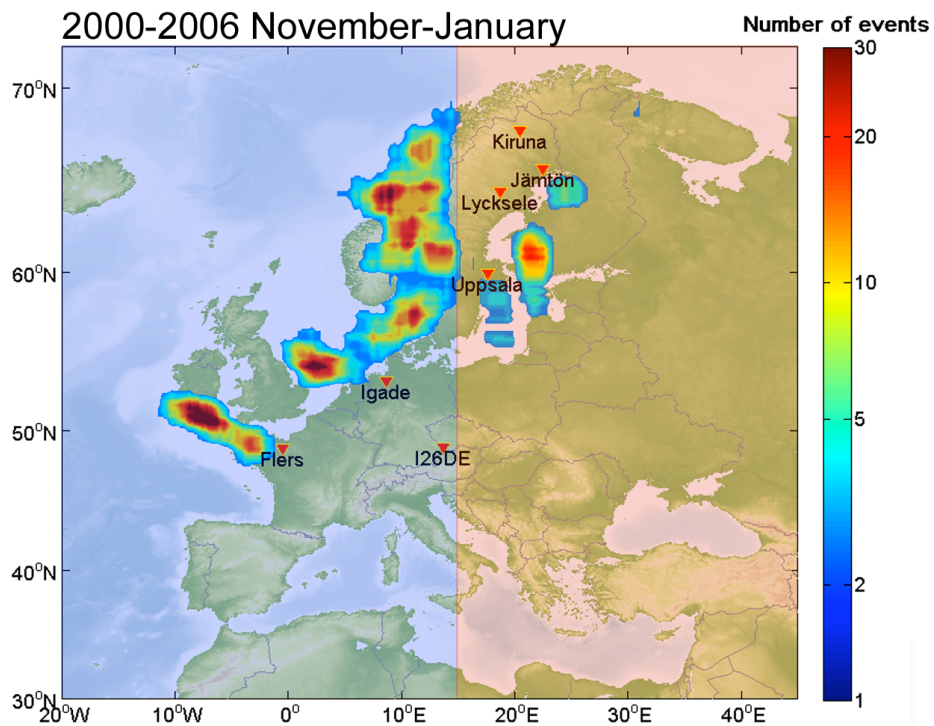 2000-2006 November-January
Number of events
70°N
60°N
50°N
40°N
30°N
20°W
10°W
0°
10°E
20°E
30°E
40°E
Kiruna
Jämtön
Lycksele
Uppsala
Igade
Flers
I26DE
30
20
10
5
2
1